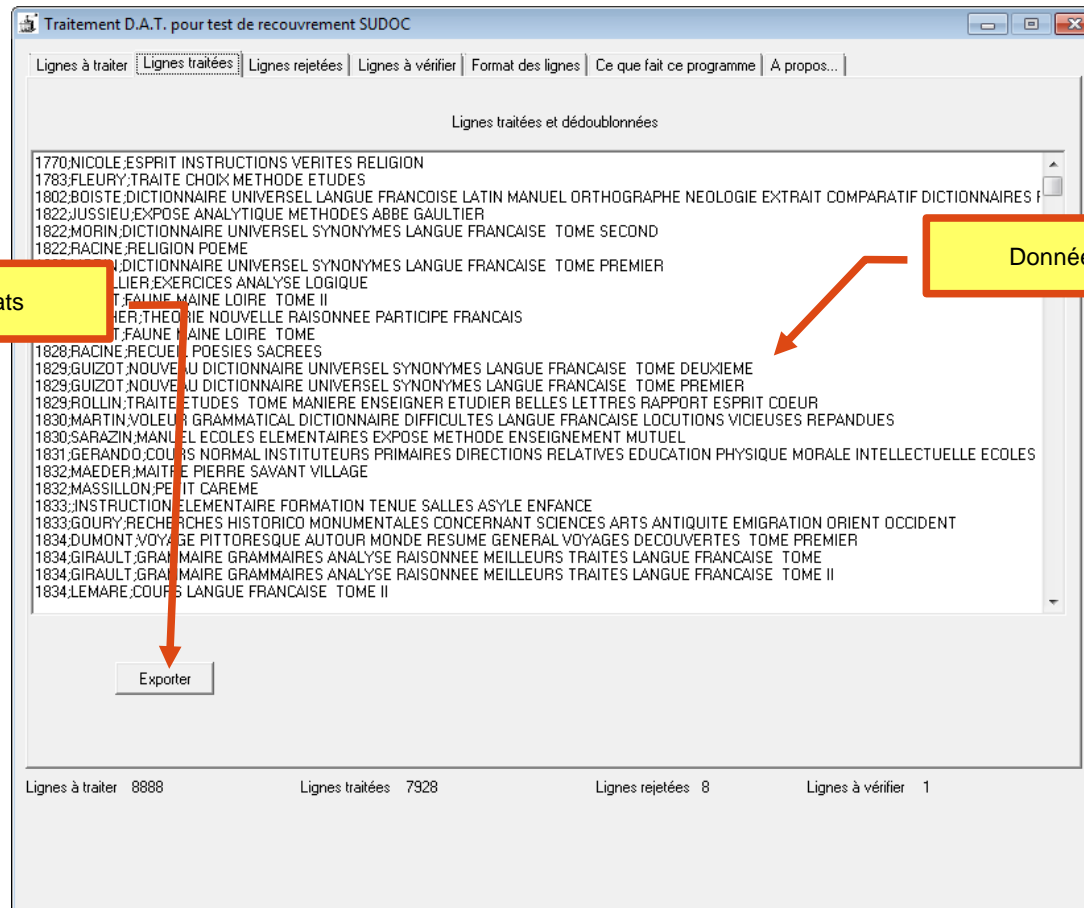 Traitement D.A.T. pour test de recouvrement SUDOC
Lignes à traiter Lignes traitées Lignes rejetées Lignes à vérifier Format des lignes Ce que fait ce programme A propos...
Lignes traitées et dédoublonnées
1770;NICOLE;ESPRIT INSTRUCTIONS VERITES RELIGION
1783;FLEURY;TRAITE CHOIX METHODE ETUDES
1802;BOISTE;DICTIONNAIRE UNIVERSEL LANGUE FRANCOISE LATIN MANUEL ORTHOGRAPHE NEOLOGIE EXTRAIT COMPARATIF DICTIONNAIRES
1822;JUSSIEU;EXPOSE ANALYTIQUE METHODES ABBE GAULTIER
1822;MORIN;DICTIONNAIRE UNIVERSEL SYNONYMES LANGUE FRANCAISE TOME SECOND
1822;RACINE;RELIGION POEME
;DICTIONNAIRE UNIVERSEL SYNONYMES LANGUE FRANCAISE TOME PREMIER
LLIER;EXERCICES ANALYSE LOGIQUE
T;FAUNE MAINE LOIRE TOME II
HER;THEORIE NOUVELLE RAISONNEE PARTICIPE FRANCAIS
T;FAUNE MAINE LOIRE TOME
1828;RACINE;RECUEIL POESIES SACREES
1829;GUIZOT;NOUVEAU DICTIONNAIRE UNIVERSEL SYNONYMES LANGUE FRANCAISE TOME DEUXIEME
1829;GUIZOT;NOUVEAU DICTIONNAIRE UNIVERSEL SYNONYMES LANGUE FRANCAISE TOME PREMIER
1829;ROLLIN;TRAITE ETUDES TOME MANIERE ENSEIGNER ETUDIER BELLES LETTRES RAPPORT ESPRIT COEUR
1830;MARTIN;VOLEUR GRAMMATICAL DICTIONNAIRE DIFFICULTES LANGUE FRANCAISE LOCUTIONS VICIEUSES REPANDUES
1830;SARAZIN;MANUEL ECOLES ELEMENTAIRES EXPOSE METHODE ENSEIGNEMENT MUTUEL
1831;GERANDO;COURS NORMAL INSTITUTEURS PRIMAIRES DIRECTIONS RELATIVES EDUCATION PHYSIQUE MORALE INTELLECTUELLE ECOLES
1832;MAEDER;MAITRE PIERRE SAVANT VILLAGE
1832;MASSILLON;PETIT CAREME
1833;;INSTRUCTION ELEMENTAIRE FORMATION TENUE SALLES ASYLE ENFANCE
1833;GOURY;RECHERCHES HISTORICO MONUMENTALES CONCERNANT SCIENCES ARTS ANTIQUITE EMIGRATION ORIENT OCCIDENT
1834;DUMONT;VOYAGE PITTORESQUE AUTOUR MONDE RESUME GENERAL VOYAGES DECOUVERTES TOME PREMIER
1834;GIRAULT;GRAMMAIRE GRAMMAIRES ANALYSE RAISONNEE MEILLEURS TRAITES LANGUE FRANCAISE TOME
1834;GIRAULT;GRAMMAIRE GRAMMAIRES ANALYSE RAISONNEE MEILLEURS TRAITES LANGUE FRANCAISE TOME II
1834;LEMARE;COURS LANGUE FRANCAISE TOME II
ats
Donnée
Exporter
Lignes à traiter 8888 Lignes traitées 7928 Lignes rejetées 8 Lignes à vérifier 1